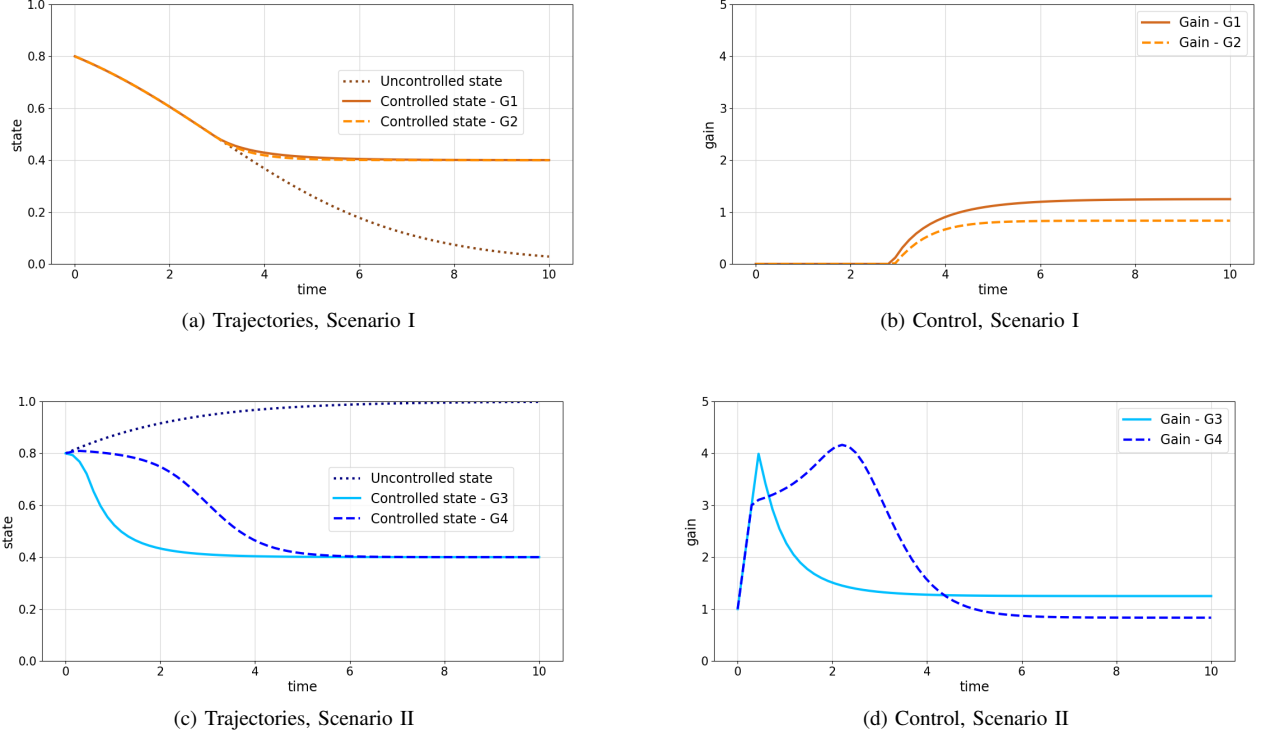 1.0
0.8
0.6
0.4
0.2
0.0
state
0 2 4 6 8 10
time
Uncontrolled state
Controlled state - G1
Controlled state - G2
(a) Trajectories, Scenario I
5
4
3
2
1
0
gain
0 2 4 6 8 10
time
Gain - G1
Gain - G2
(b) Control, Scenario I
1.0
0.8
0.6
0.4
0.2
0.0
state
0 2 4 6 8 10
time
Uncontrolled state
Controlled state - G3
Controlled state - G4
(c) Trajectories, Scenario II
5
4
3
2
1
0
gain
0 2 4 6 8 10
time
Gain - G3
Gain - G4
(d) Control, Scenario II